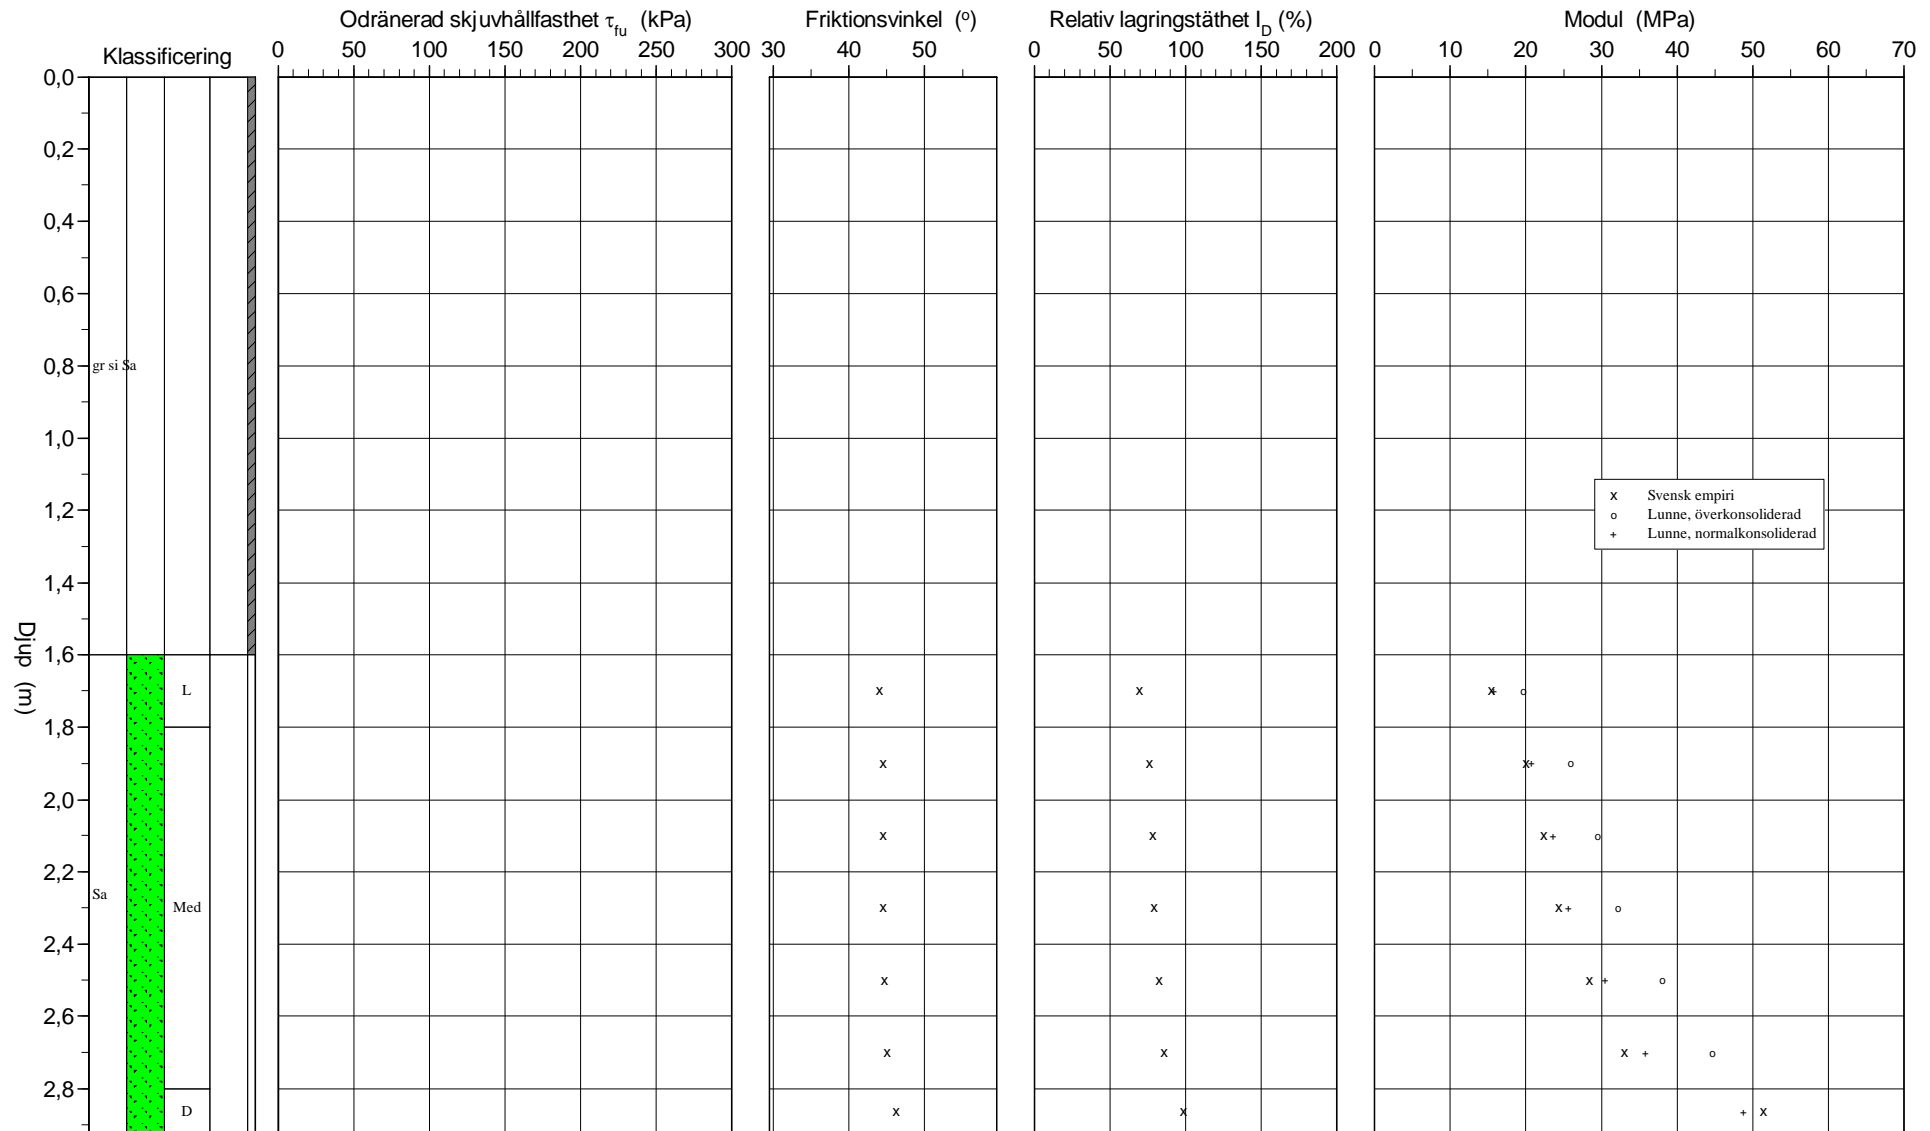 Odränerad skjuvhållfasthet τfu (kPa) Friktionsvinkel (o) Relativ lagringstäthet ID (%) Modul (MPa)
Klassificering 0 50 100 150 200 250 300 30 40 50 0 50 100 150 200 0 10 20 30 40 50 60 70
0,0
0,2
0,4
0,6
0,8 gr si Sa
1,0
1,2
x Svensk empiri
o Lunne, överkonsoliderad
+ Lunne, normalkonsoliderad
1,4
1,6
Djup (m)
L
1,8
2,0
2,2
Sa
Med
2,4
2,6
2,8
D